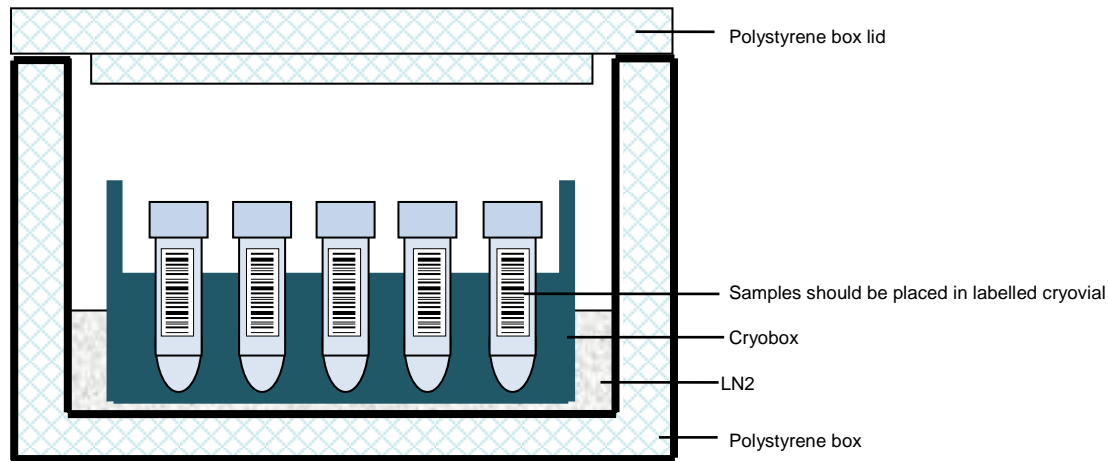 Polystyrene box lid
Samples should be placed in labelled cryovial
Cryobox
LN2
Polystyrene box